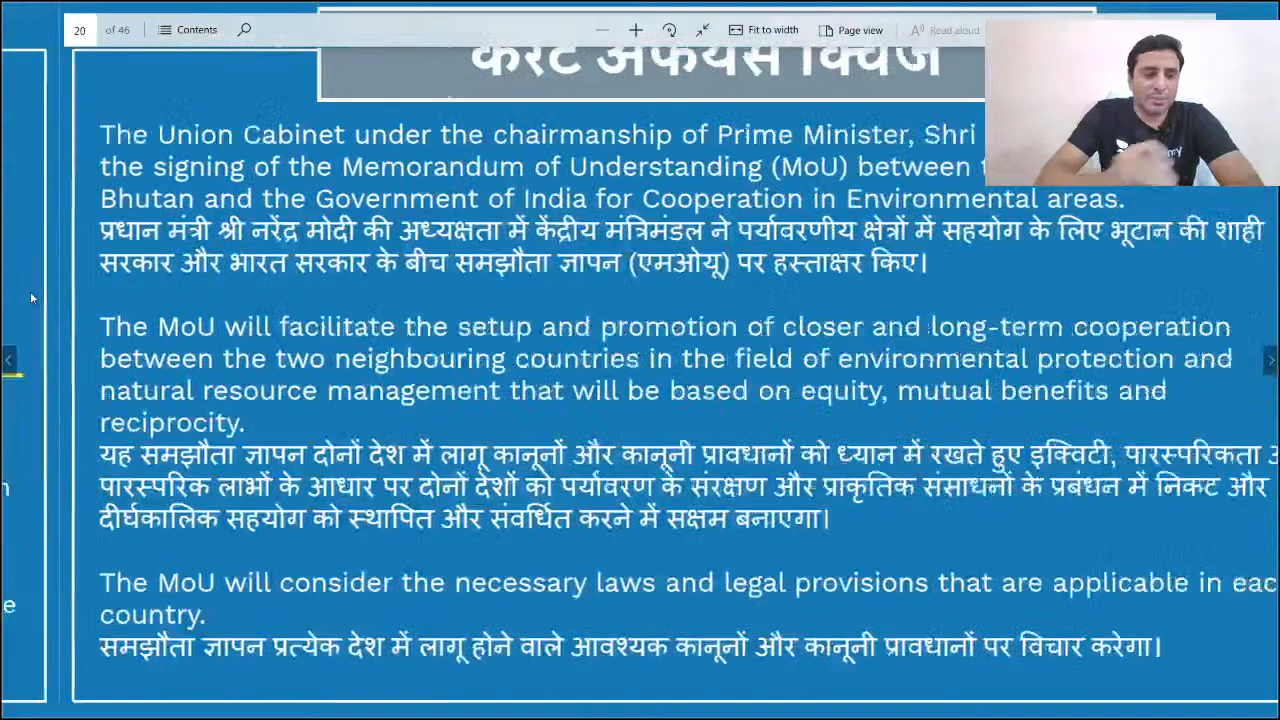 20 of 46 Contents Fit to width Page view Read aloud
करंट अफेयर्स क्विज
The Union Cabinet under the chairmanship of Prime Minister, Shri
the signing of the Memorandum of Understanding (MoU) between
Bhutan and the Government of India for Cooperation in Environmental areas.
प्रधान मंत्री श्री नरेंद्र मोदी की अध्यक्षता में केंद्रीय मंत्रिमंडल ने पर्यावरणीय क्षेत्रों में सहयोग के लिए भूटान की शाही
सरकार और भारत सरकार के बीच समझौता ज्ञापन (एमओयू) पर हस्ताक्षर किए।
The MoU will facilitate the setup and promotion of closer and long-term cooperation
between the two neighbouring countries in the field of environmental protection and
natural resource management that will be based on equity, mutual benefits and
reciprocity.
यह समझौता ज्ञापन दोनों देश में लागू कानूनों और कानूनी प्रावधानों को ध्यान में रखते हुए इक्विटी, पारस्परिकता
पारस्परिक लाभों के आधार पर दोनों देशों को पर्यावरण के संरक्षण और प्राकृतिक संसाधनों के प्रबंधन में निकट और
दीर्घकालिक सहयोग को स्थापित और संवर्धित करने में सक्षम बनाएगा।
The MoU will consider the necessary laws and legal provisions that are applicable in eac
country.
समझौता ज्ञापन प्रत्येक देश में लागू होने वाले आवश्यक कानूनों और कानूनी प्रावधानों पर विचार करेगा।